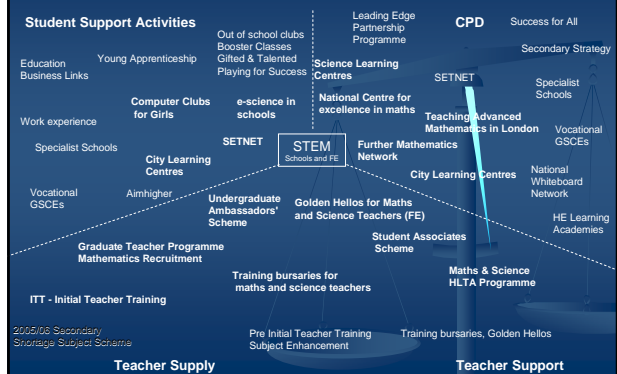 Student Support Activities
Out of school clubs
Booster Classes
Gifted & Talented
Playing for Success
Young Apprenticeship
Education
Business Links
Computer Clubs
for Girls
e-science in
schools
Work experience
SETNET
Specialist Schools
City Learning
Centres
Vocational
GSCEs
Aimhigher
Leading Edge
Partnership
Programme
CPD
Success for All
Secondary Strategy
Science Learning
Centres
SETNET
Specialist
Schools
National Centre for
excellence in maths
Teaching Advanced
Mathematics in London
Vocational
GSCEs
STEM
Schools and FE
Further Mathematics
Network
City Learning Centres
National
Whiteboard
Network
HE Learning
Academies
Undergraduate
Ambassadors'
Scheme
Golden Hellos for Maths
and Science Teachers (FE)
Student Associates
Scheme
Graduate Teacher Programme
Mathematics Recruitment
Training bursaries for
maths and science teachers
Maths & Science
HLTA Programme
ITT - Initial Teacher Training
2005/06 Secondary
Shortage Subject Scheme
Pre Initial Teacher Training
Subject Enhancement
Training bursaries, Golden Hellos
Teacher Supply
Teacher Support